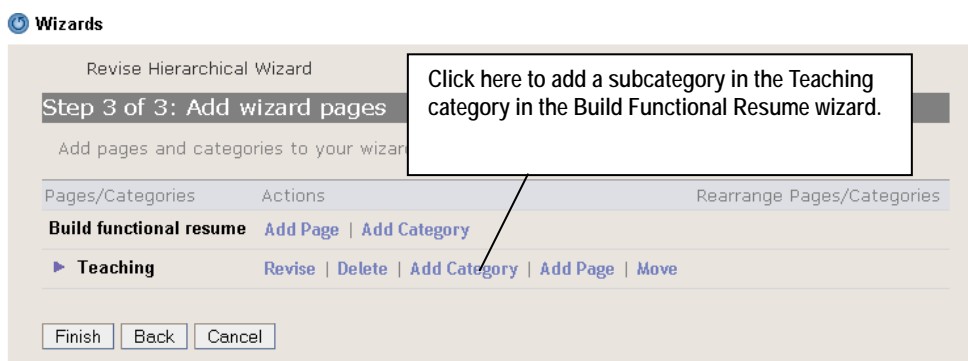 Wizards
Revise Hierarchical Wizard
Click here to add a subcategory in the Teaching
category in the Build Functional Resume wizard.
Step 3 of 3: Add wizard pages
Add pages and categories to your wizar
Pages/Categories Actions Rearrange Pages/Categories
Build functional resume Add Page | Add Category
Teaching Revise | Delete | Add Category | Add Page | Move
Finish Back Cancel